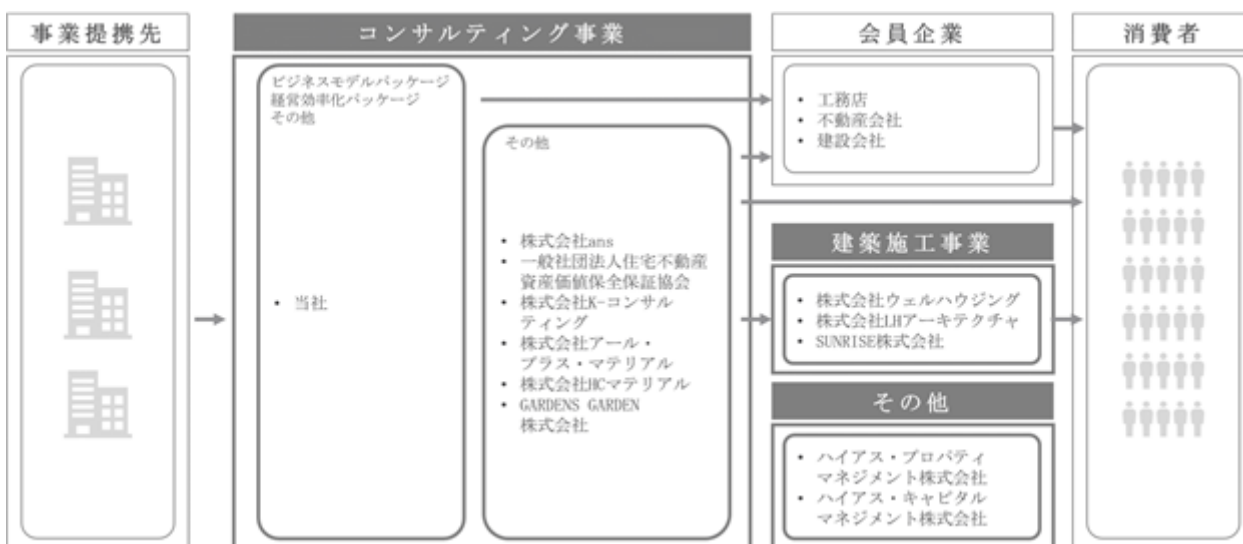 事業提携先
コンサルティング事業
ビジネスモデルパッケージ
経営効率化パッケージ
その他
・ 当社
その他
・ 株式会社ans
・ 一般社団法人住宅不動産
資産価値保全保証協会
・ 株式会社K-コンサル
ティング
・ 株式会社アール・
プラス・マテリアル
・ 株式会社HCマテリアル
・ GARDENS GARDEN
株式会社
会員企業
・ 工務店
・ 不動産会社
・ 建設会社
建築施工事業
・ 株式会社ウェルハウジング
・ 株式会社LHアーキテクチャ
・ SUNRISE株式会社
その他
・ ハイアス・プロパティ
マネジメント株式会社
・ ハイアス・キャピタル
マネジメント株式会社
消費者